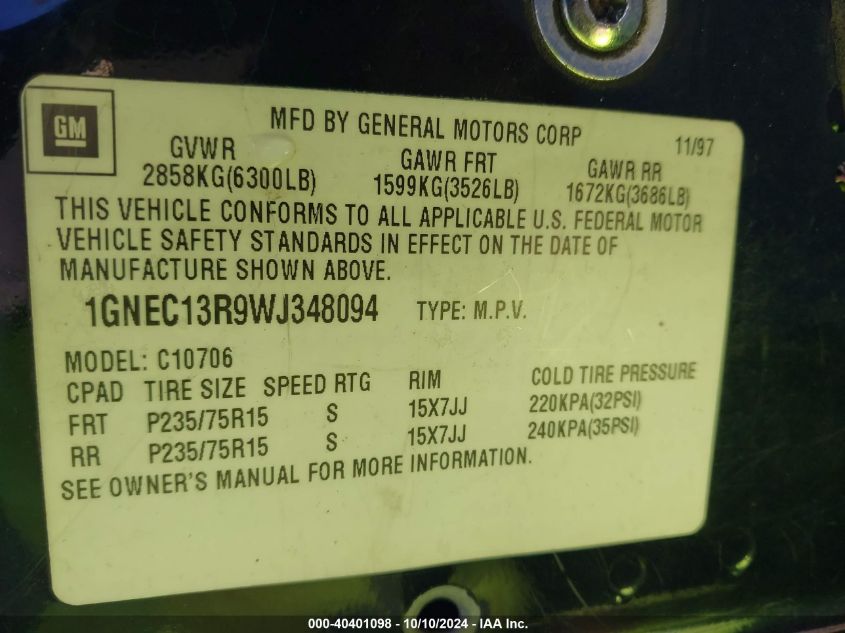 GM
MFD BY GENERAL MOTORS CORP 11/97
GVWR GAWR FRT GAWR RR
2858KG(6300LB) 1599KG(3526LB) 1672KG(3686LB)
THIS VEHICLE CONFORMS TO ALL APPLICABLE U.S. FEDERAL MOTOR
VEHICLE SAFETY STANDARDS IN EFFECT ON THE DATE OF
MANUFACTURE SHOWN ABOVE.
1GNEC13R9WJ348094 TYPE: M.P.V.
MODEL: C10706
CPAD TIRE SIZE SPEED RTG RIM COLD TIRE PRESSURE
FRT P235/75R15 S 15X7JJ 220KPA(32PSI)
RR P235/75R15 S 15X7JJ 240KPA(35PSI)
SEE OWNER'S MANUAL FOR MORE INFORMATION.
000-40401098 - 10/10/2024 - IAA Inc.